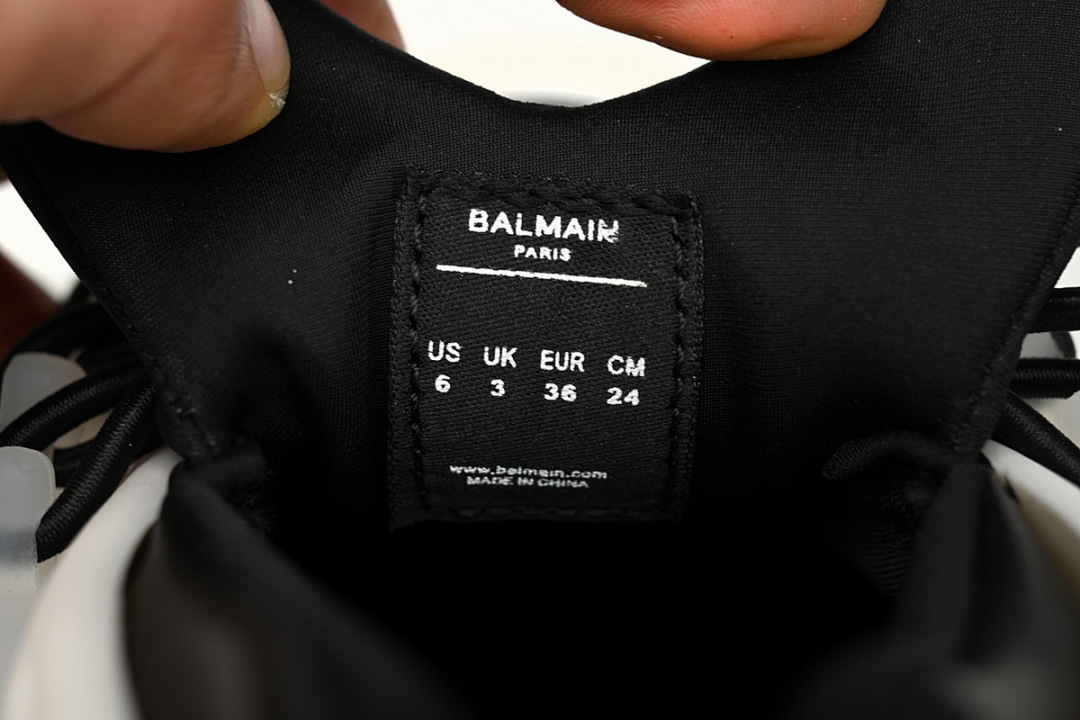 BALMAIN
PARIS
US UK EUR CM
6 3 36 24
www.balmain.com
MADE IN CHINA